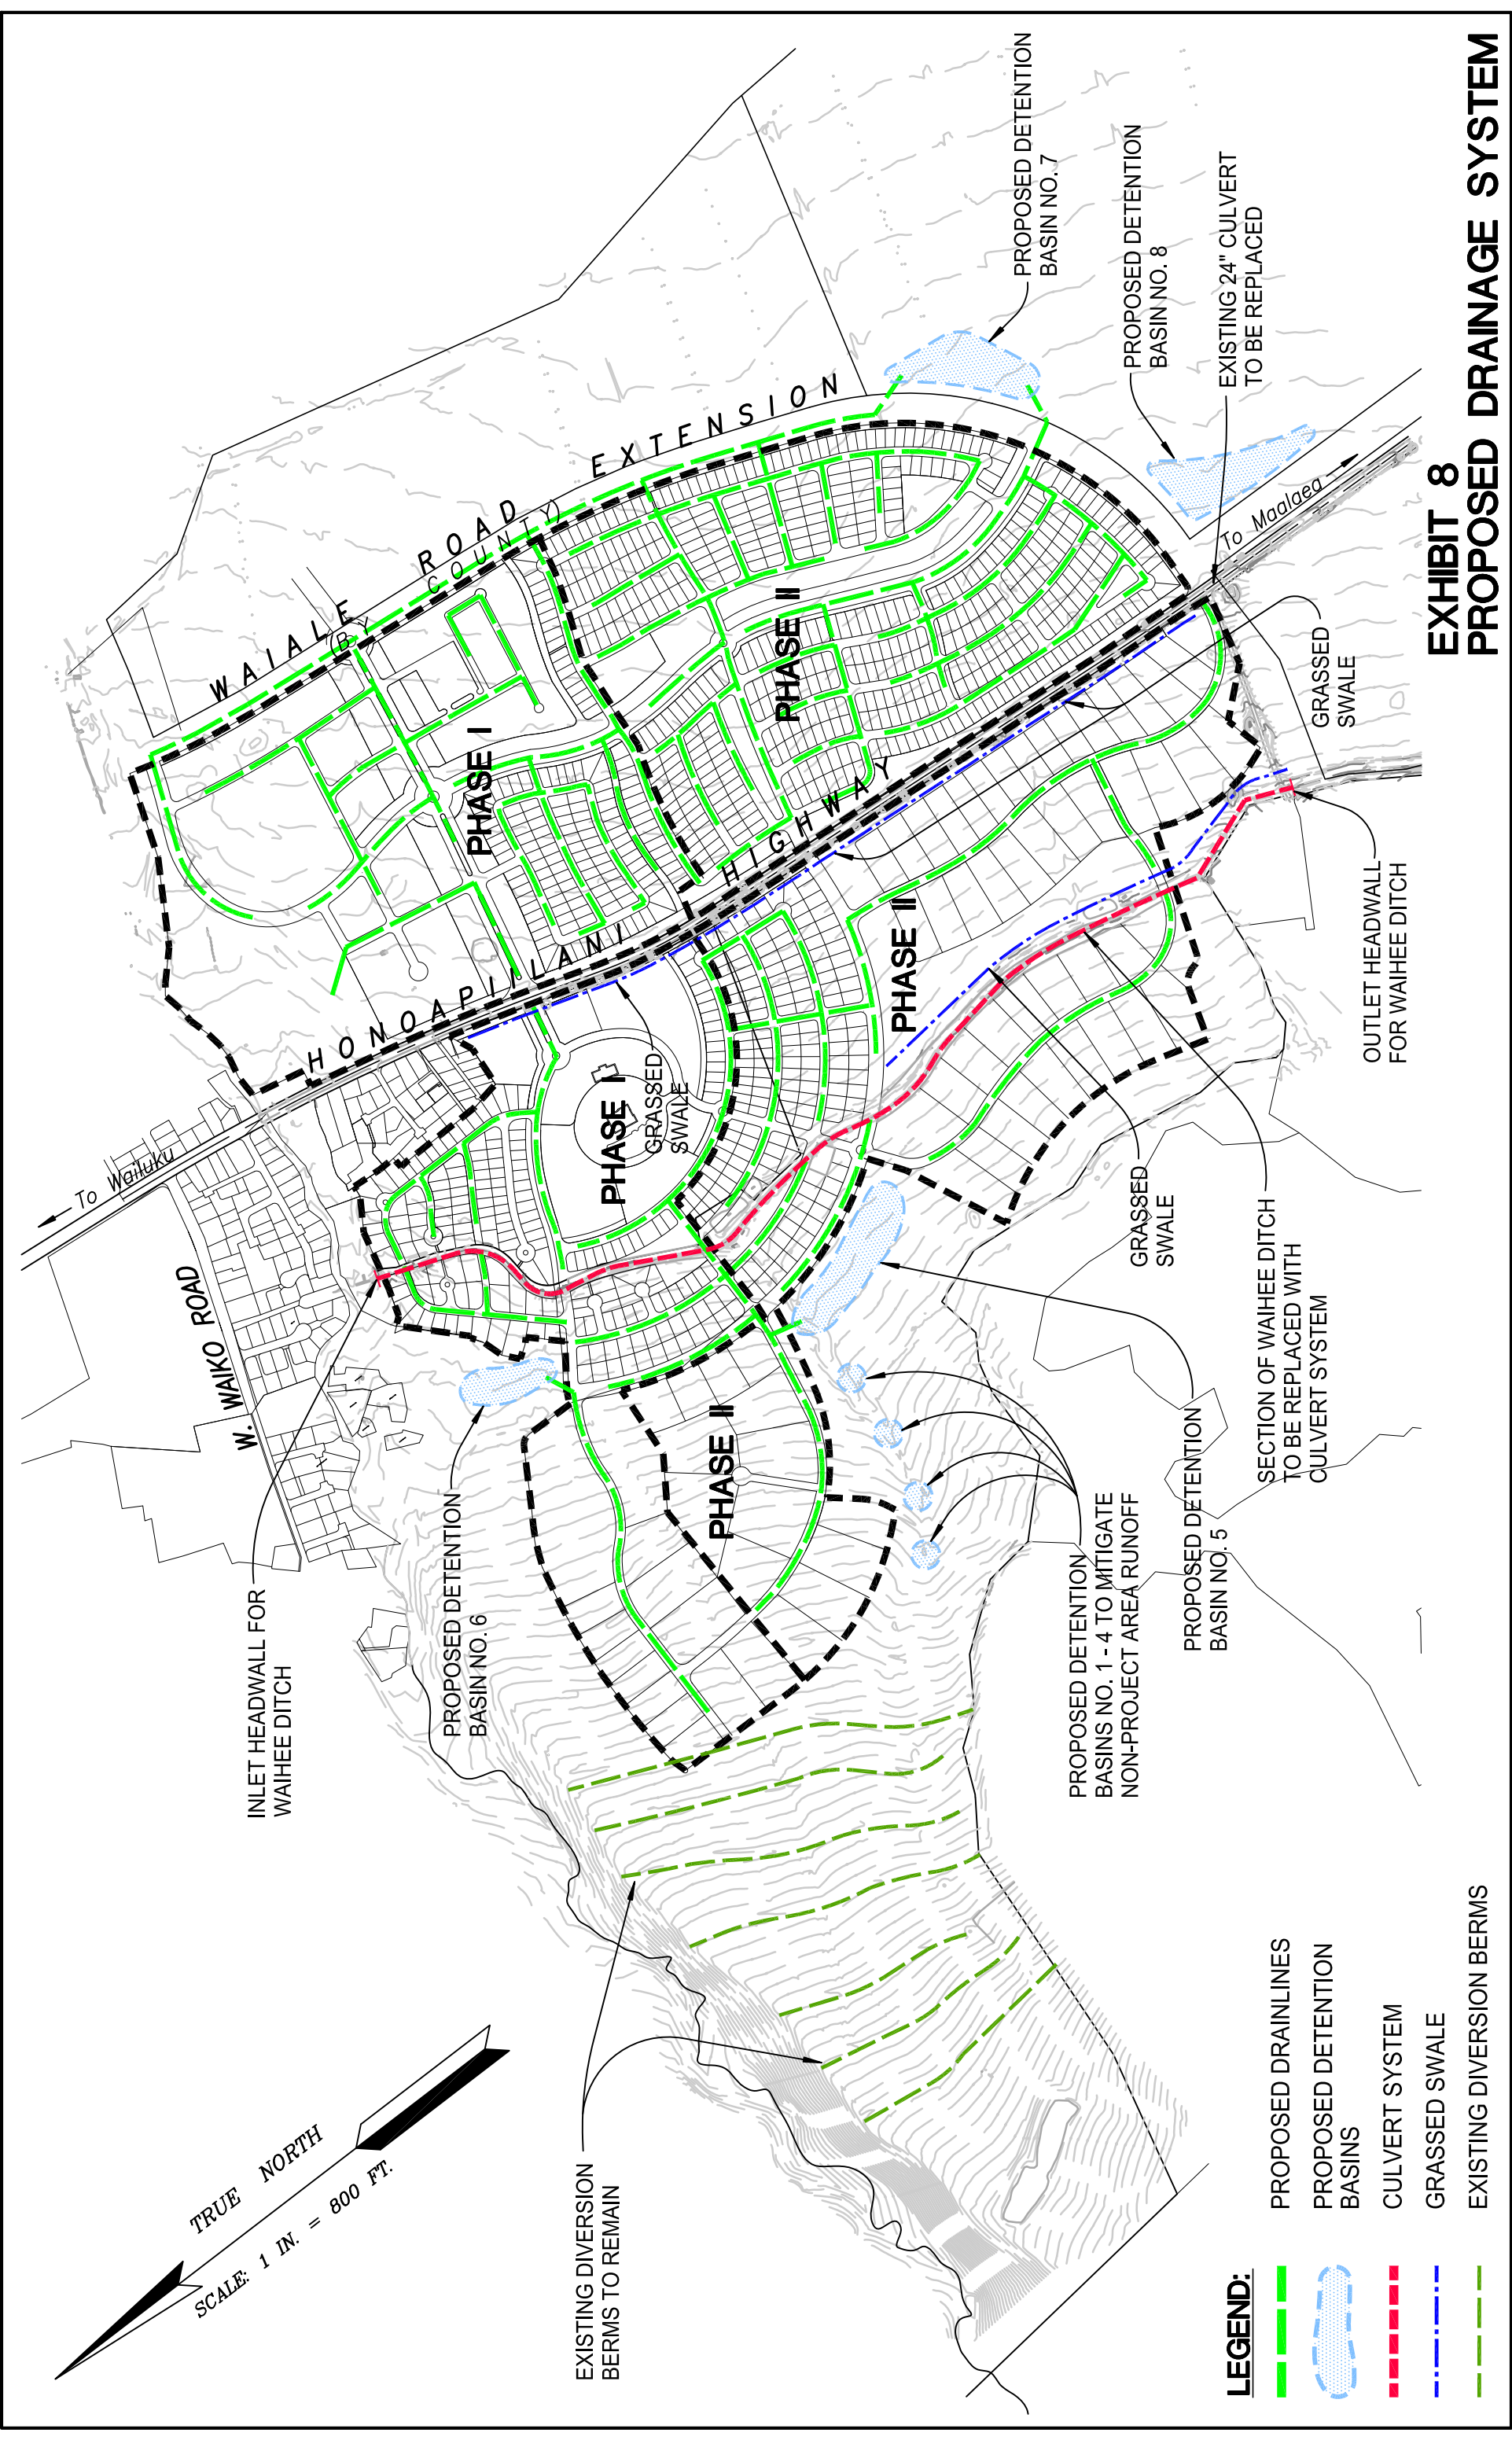 WAIALE ROAD EXTENSION
(BY COUNTY)
HONOAPIILANI HIGHWAY
To Wailuku
To Maalaea
W. WAIKO ROAD
PHASE I
PHASE II
PHASE I
PHASE II
PHASE II
GRASSED
SWALE
GRASSED
SWALE
GRASSED
SWALE
PROPOSED DETENTION
BASIN NO. 7
PROPOSED DETENTION
BASIN NO. 8
EXISTING 24" CULVERT
TO BE REPLACED
OUTLET HEADWALL
FOR WAIHEE DITCH
SECTION OF WAIHEE DITCH
TO BE REPLACED WITH
CULVERT SYSTEM
PROPOSED DETENTION
BASIN NO. 5
PROPOSED DETENTION
BASINS NO. 1 - 4 TO MITIGATE
NON-PROJECT AREA RUNOFF
PROPOSED DETENTION
BASIN NO. 6
INLET HEADWALL FOR
WAIHEE DITCH
EXISTING DIVERSION
BERMS TO REMAIN
TRUE NORTH
SCALE: 1 IN. = 800 FT.
LEGEND:
PROPOSED DRAINLINES
PROPOSED DETENTION
BASINS
CULVERT SYSTEM
GRASSED SWALE
EXISTING DIVERSION BERMS
EXHIBIT 8
PROPOSED DRAINAGE SYSTEM